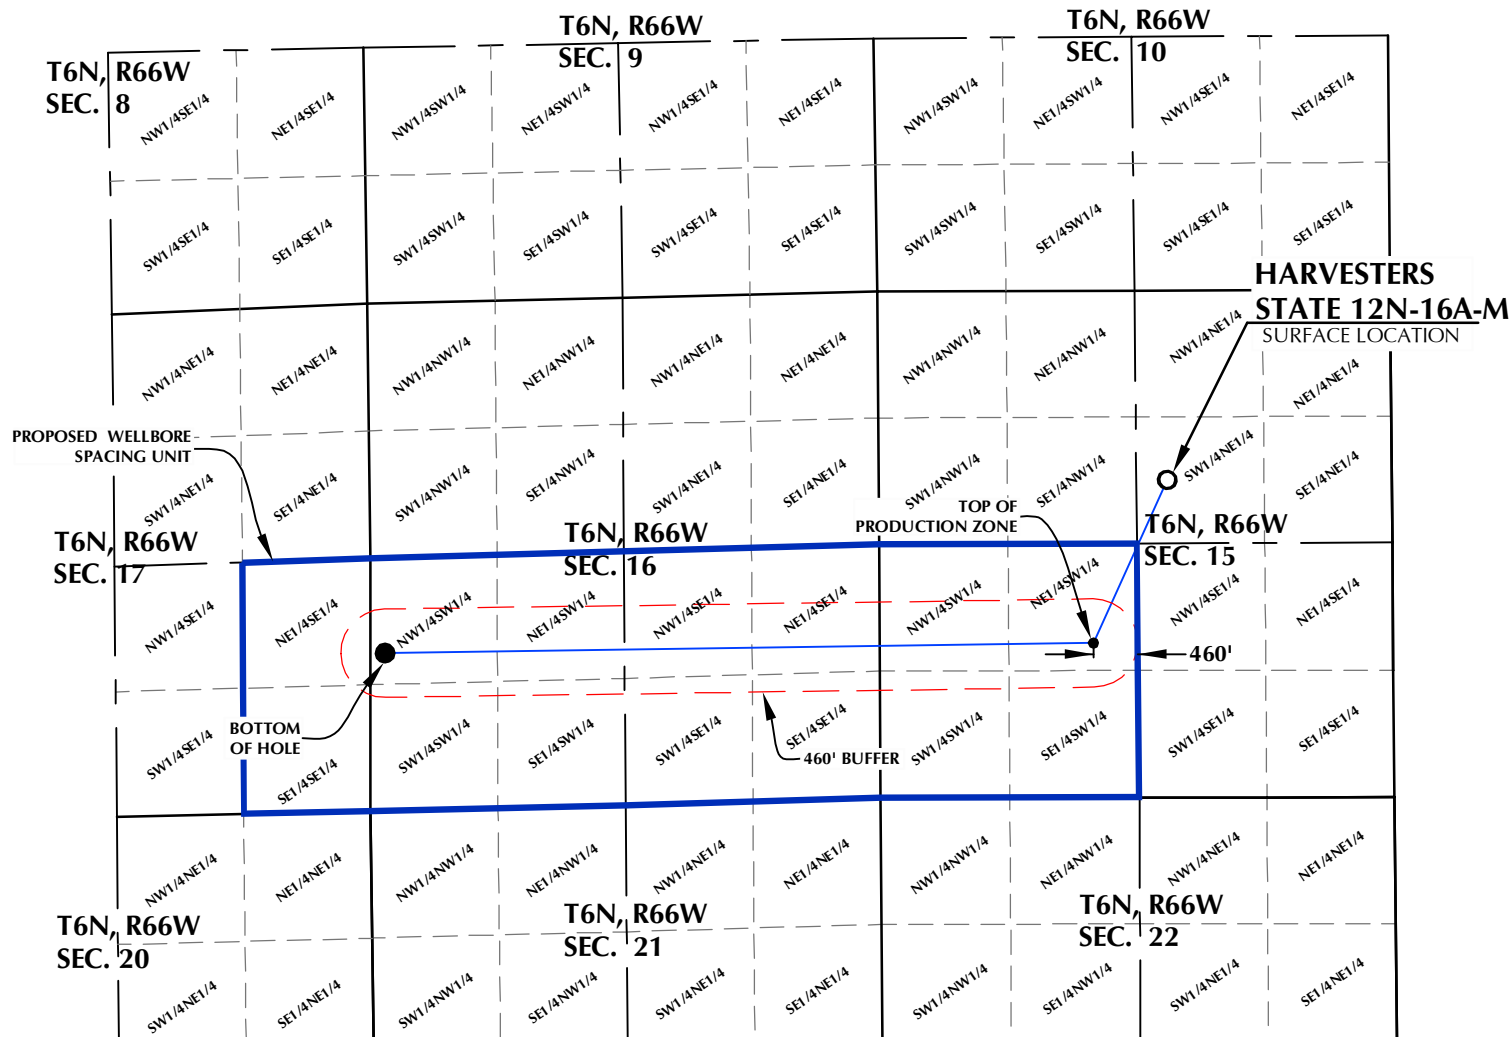 T6N, R66W
SEC. 9
T6N, R66W
SEC. 10
T6N, R66W
SEC. 8
NW1/4SE1/4
NE1/4SE1/4
NW1/4SW1/4
NE1/4SW1/4
NW1/4SE1/4
NE1/4SE1/4
NW1/4SW1/4
NE1/4SW1/4
NW1/4SE1/4
NE1/4SE1/4
SW1/4SE1/4
SE1/4SE1/4
SW1/4SW1/4
SE1/4SW1/4
SW1/4SE1/4
SE1/4SE1/4
SW1/4SW1/4
SE1/4SW1/4
SW1/4SE1/4
SE1/4SE1/4
HARVESTERS
STATE 12N-16A-M
SURFACE LOCATION
NW1/4NE1/4
NE1/4NE1/4
NW1/4NW1/4
NE1/4NW1/4
NW1/4NE1/4
NE1/4NE1/4
NW1/4NW1/4
NE1/4NW1/4
NW1/4NE1/4
NE1/4NE1/4
PROPOSED WELLBORE
SPACING UNIT
SW1/4NE1/4
SE1/4NE1/4
SW1/4NW1/4
SE1/4NW1/4
SW1/4NE1/4
SE1/4NE1/4
SW1/4NW1/4
SE1/4NW1/4
SW1/4NE1/4
SE1/4NE1/4
TOP OF
PRODUCTION ZONE
T6N, R66W
SEC. 17
T6N, R66W
SEC. 16
T6N, R66W
SEC. 15
NW1/4SE1/4
NE1/4SE1/4
NW1/4SW1/4
NE1/4SW1/4
NW1/4SE1/4
NE1/4SE1/4
NW1/4SW1/4
NE1/4SW1/4
NW1/4SE1/4
NE1/4SE1/4
460'
BOTTOM
OF HOLE
460' BUFFER
SW1/4SE1/4
SE1/4SE1/4
SW1/4SW1/4
SE1/4SW1/4
SW1/4SE1/4
SE1/4SE1/4
SW1/4SW1/4
SE1/4SW1/4
SW1/4SE1/4
SE1/4SE1/4
NW1/4NE1/4
NE1/4NE1/4
NW1/4NW1/4
NE1/4NW1/4
NW1/4NE1/4
NE1/4NE1/4
NW1/4NW1/4
NE1/4NW1/4
NW1/4NE1/4
NE1/4NE1/4
T6N, R66W
SEC. 20
T6N, R66W
SEC. 21
T6N, R66W
SEC. 22
SW1/4NE1/4
SE1/4NE1/4
SW1/4NW1/4
SE1/4NW1/4
SW1/4NE1/4
SE1/4NE1/4
SW1/4NW1/4
SE1/4NW1/4
SW1/4NE1/4
SE1/4NE1/4